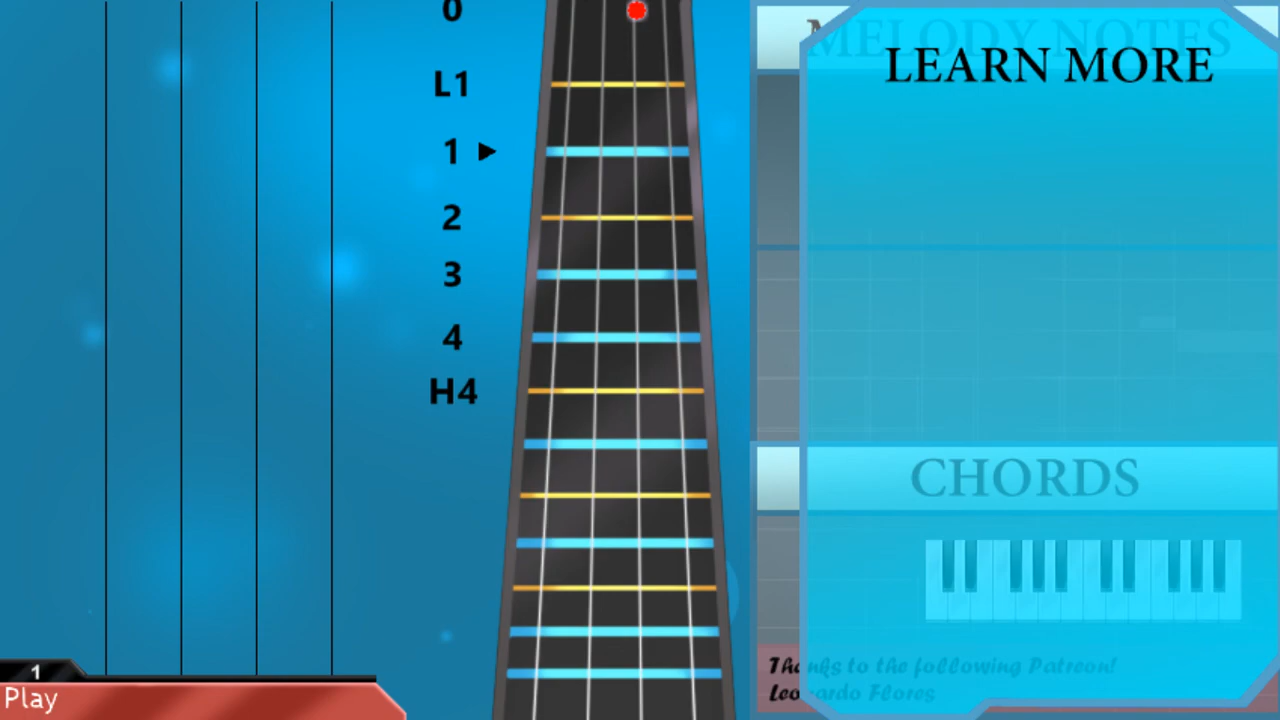 0
L1
1
2
3
4
H4
1
Play
MELODY NOTES
LEARN MORE
CHORDS
Thanks to the following Patreon!
Leonardo Flores